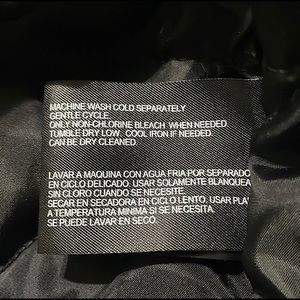 MACHINE WASH COLD SEPARATELY
GENTLE CYCLE.
ONLY NON-CHLORINE BLEACH WHEN NEEDED.
TUMBLE DRY LOW. COOL IRON IF NEEDED.
CAN BE DRY CLEANED.
LAVAR A MAQUINA CON AGUA FRIA POR SEPARADO
EN CICLO DELICADO. USAR SOLAMENTE BLANQUEA
SIN CLORO CUANDO SE NECESITE.
SECAR EN SECADORA EN CICLO LENTO. USAR PLA
A TEMPERATURA MINIMA SI SE NECESITA.
SE PUEDE LAVAR EN SECO.